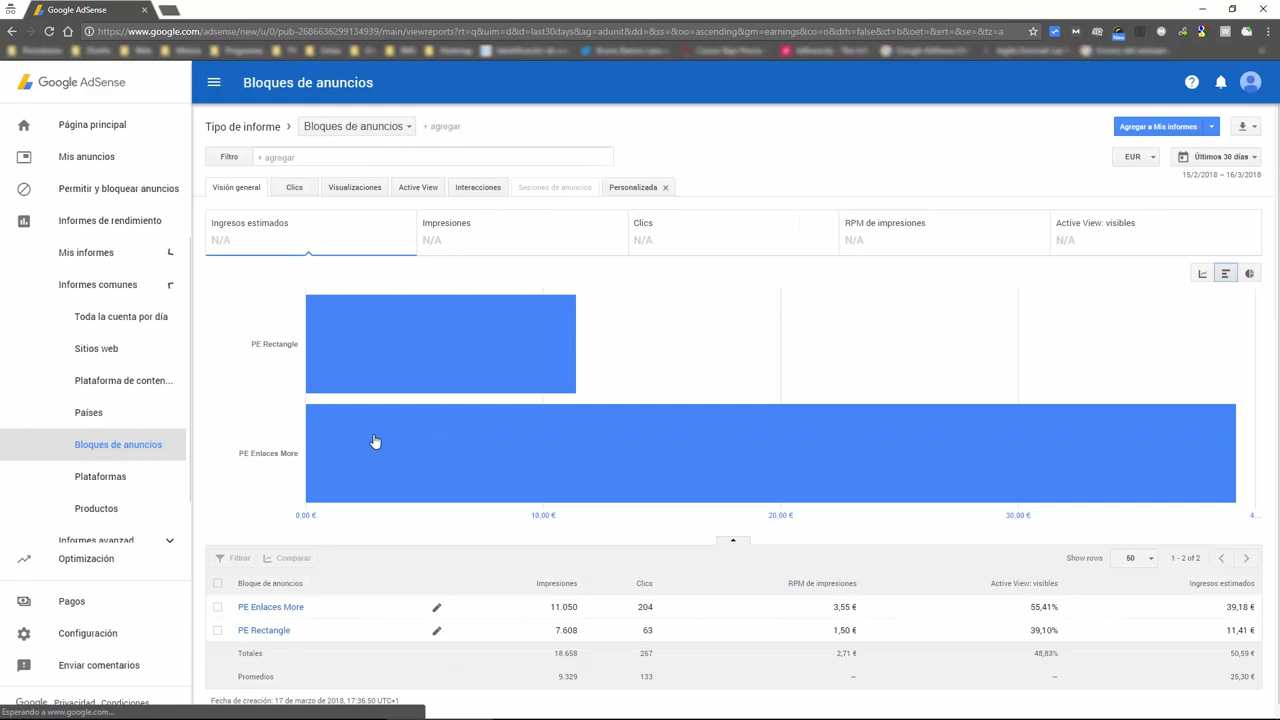 Google AdSense
https://www.google.com/adsense/new/u/0/pub-2686636299134939/main/viewreports?rt=q&uim=d&d=last30days&ag=adunit&dd=&ss=&oo=ascending&gm=earnings&co=o&drh=false&ct=b&oet=&ert=&se=&tz=a
Google AdSense
Bloques de anuncios
Página principal
Mis anuncios
Permitir y bloquear anuncios
Informes de rendimiento
Mis informes
Informes comunes
Toda la cuenta por día
Sitios web
Plataforma de conten...
Países
Bloques de anuncios
Plataformas
Productos
Informes avanzad
Optimización
Pagos
Configuración
Enviar comentarios
Privacidad Condiciones
Esperando a www.google.com...
Tipo de informe › Bloques de anuncios + agregar
Agregar a Mis informes
Filtro + agregar
EUR Últimos 30 días
15/2/2018 – 16/3/2018
Visión general Clics Visualizaciones Active View Interacciones Sesiones de anuncios Personalizada
Ingresos estimados Impresiones Clics RPM de impresiones Active View: visibles
N/A N/A N/A N/A N/A
PE Rectangle
PE Enlaces More
0,00 € 10,00 € 20,00 € 30,00 € 4...
Filtrar Comparar Show rows 50 1 - 2 of 2
Bloque de anuncios Impresiones Clics RPM de impresiones Active View: visibles Ingresos estimados
PE Enlaces More 11.050 204 3,55 € 55,41% 39,18 €
PE Rectangle 7.608 63 1,50 € 39,10% 11,41 €
Totales 18.658 267 2,71 € 48,83% 50,59 €
Promedios 9.329 133 — — 25,30 €
Fecha de creación: 17 de marzo de 2018, 17:36:50 UTC+1